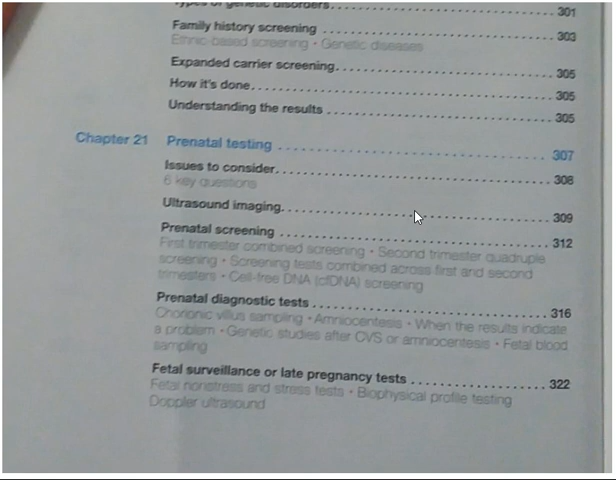 Types of genetic disorders. 301
Family history screening 303
Ethnic-based screening • Genetic diseases
Expanded carrier screening. 305
How it's done. 305
Understanding the results 305
Chapter 21 Prenatal testing 307
Issues to consider. 308
6 key questions
Ultrasound imaging. 309
Prenatal screening 312
First trimester combined screening • Second trimester quadruple
screening • Screening tests combined across first and second
trimesters • Cell-free DNA (cfDNA) screening
Prenatal diagnostic tests 316
Chorionic villus sampling • Amniocentesis • When the results indicate
a problem • Genetic studies after CVS or amniocentesis • Fetal blood
sampling
Fetal surveillance or late pregnancy tests 322
Fetal nonstress and stress tests • Biophysical profile testing
Doppler ultrasound